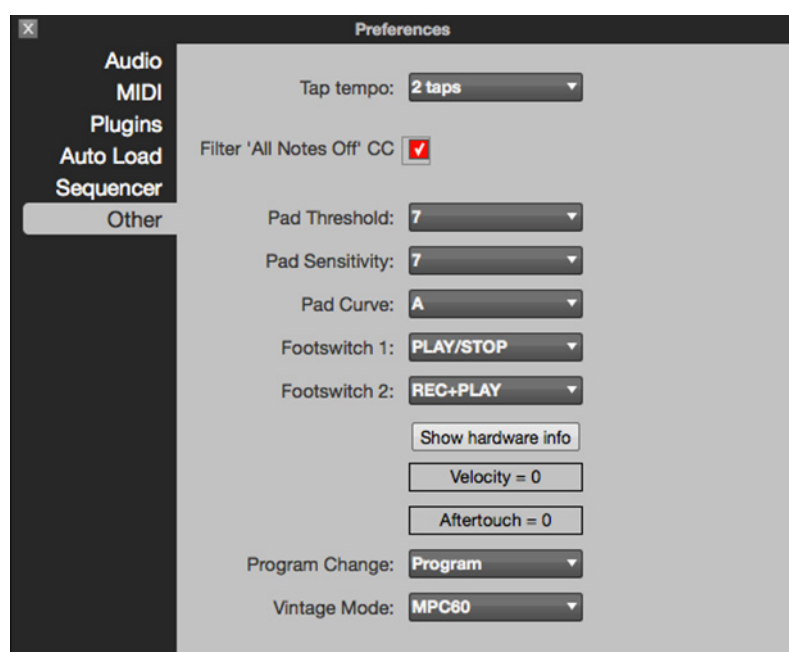 X
Preferences
Audio
MIDI
Plugins
Auto Load
Sequencer
Other
Tap tempo: 2 taps
Filter 'All Notes Off' CC
Pad Threshold: 7
Pad Sensitivity: 7
Pad Curve: A
Footswitch 1: PLAY/STOP
Footswitch 2: REC+PLAY
Show hardware info
Velocity = 0
Aftertouch = 0
Program Change: Program
Vintage Mode: MPC60